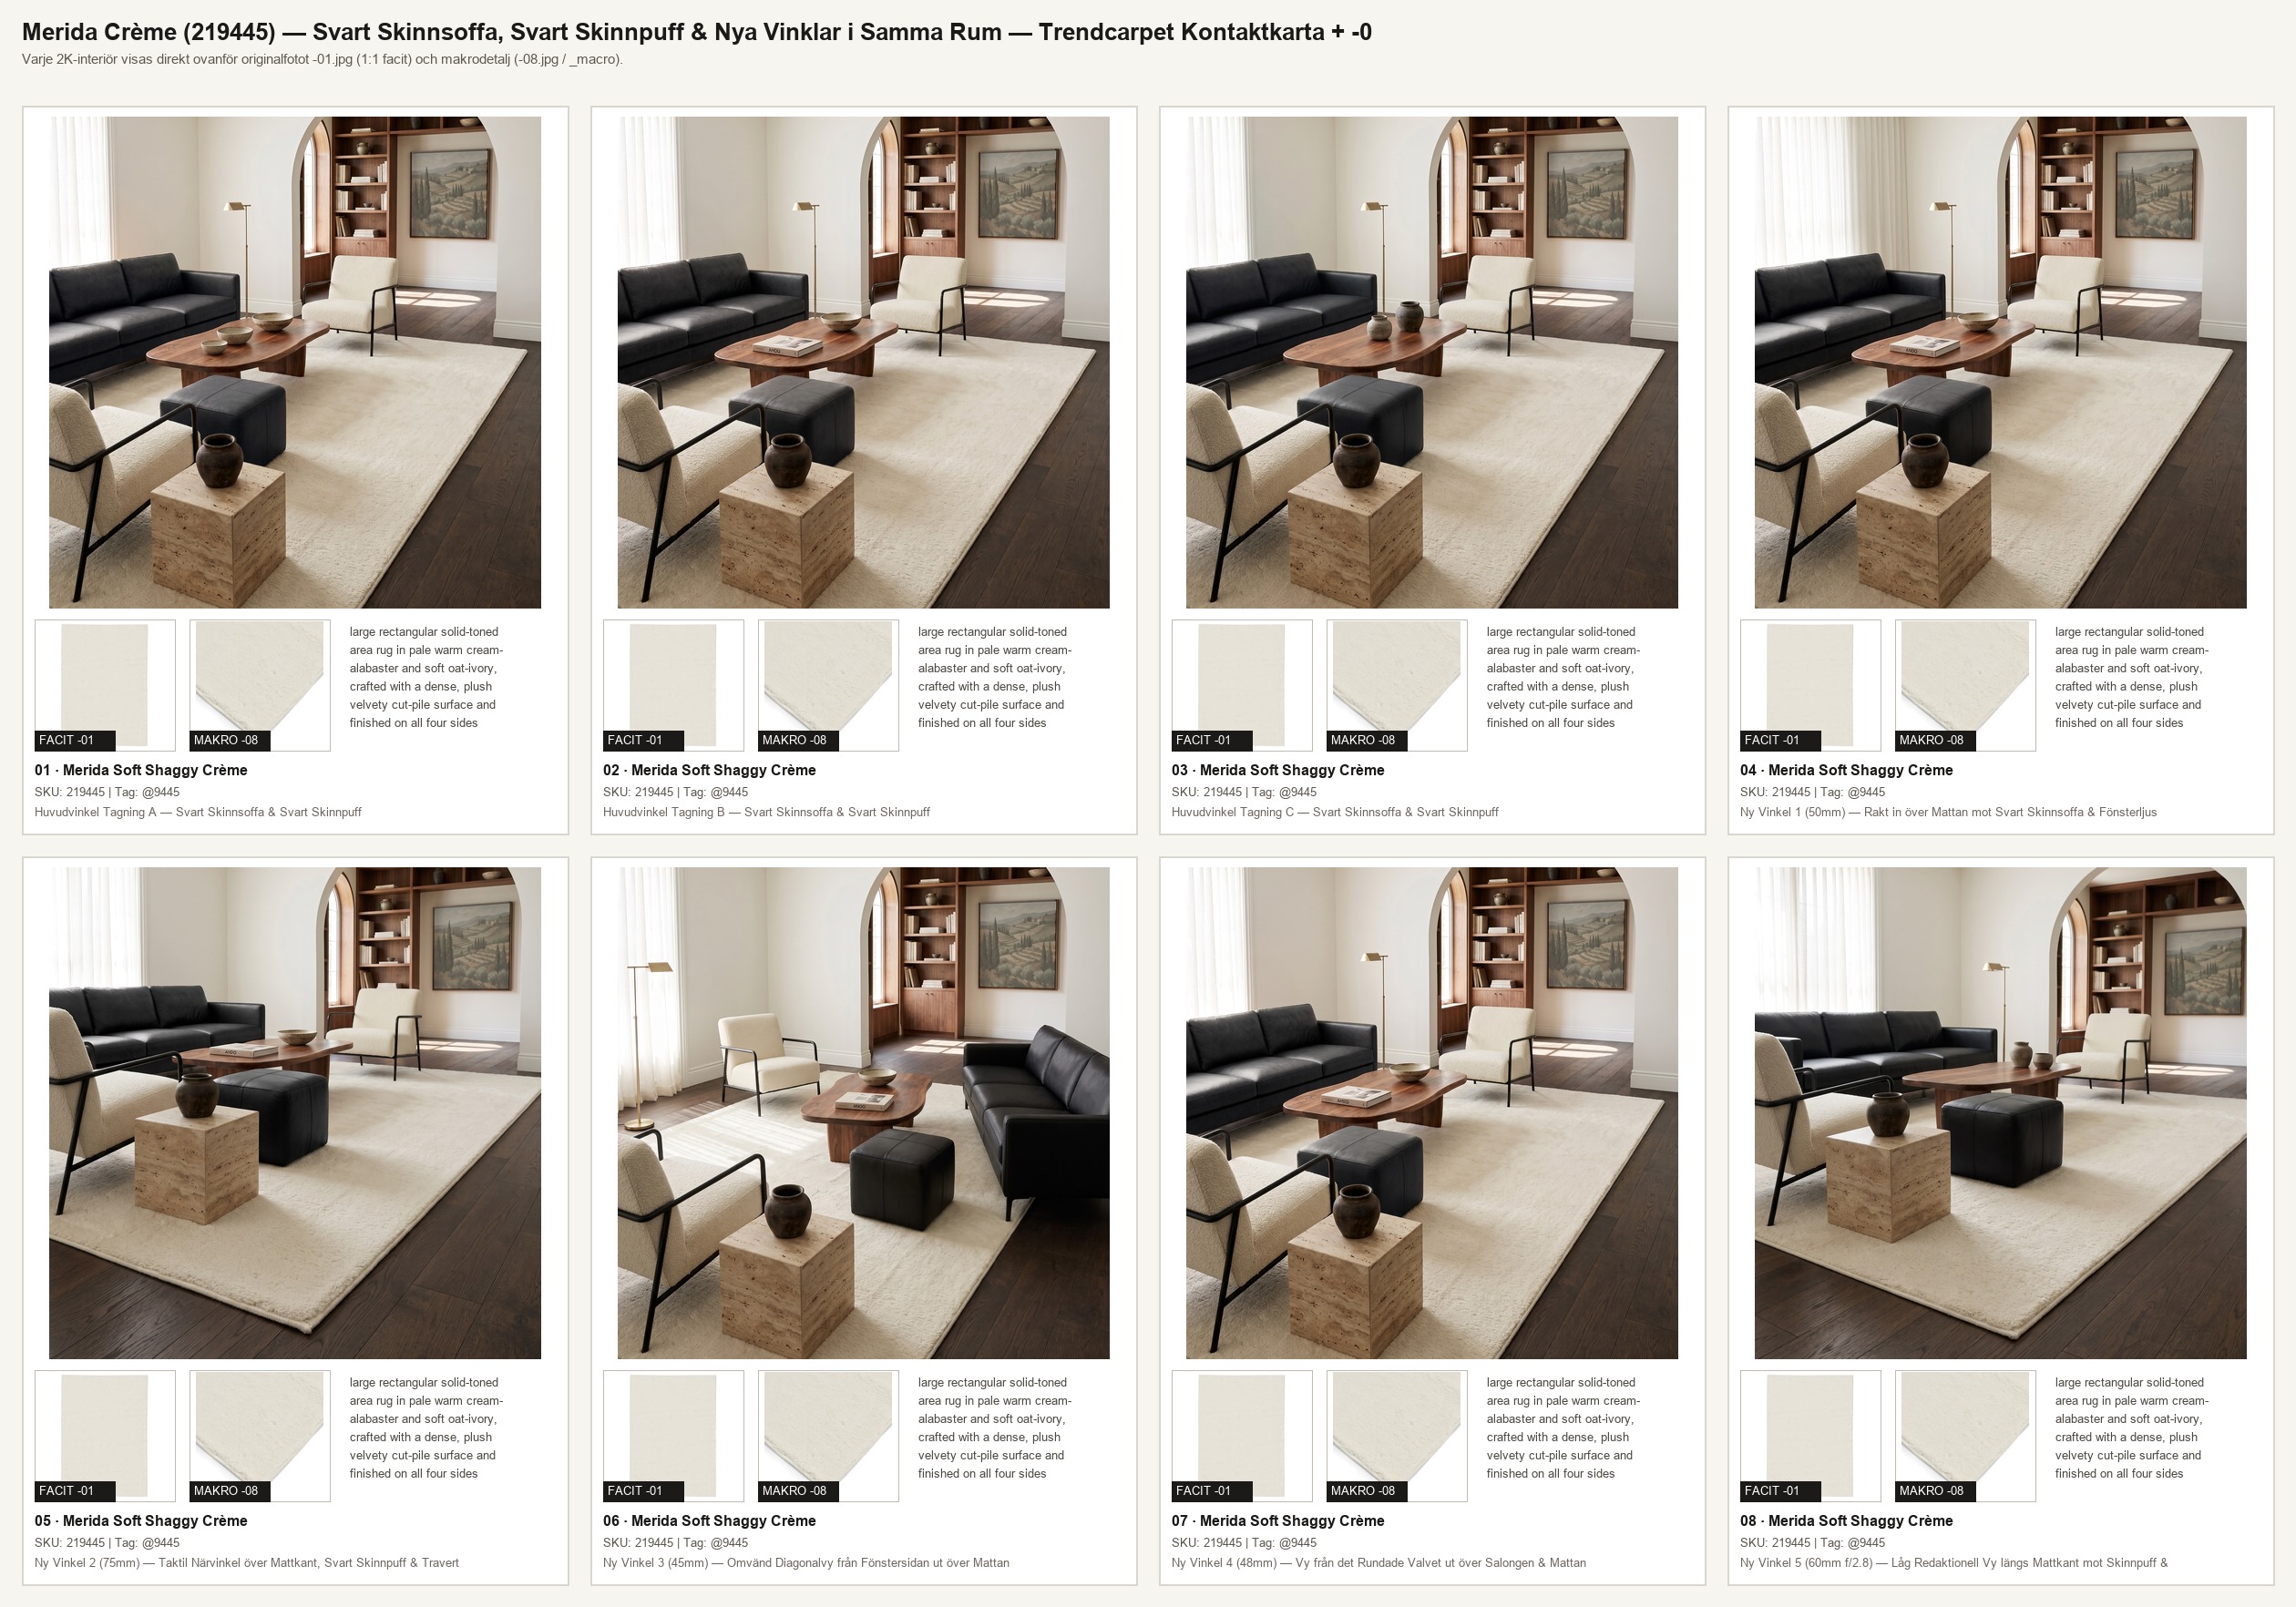 Merida Crème (219445) — Svart Skinnsoffa, Svart Skinnpuff & Nya Vinklar i Samma Rum — Trendcarpet Kontaktkarta + -0
Varje 2K-interiör visas direkt ovanför originalfotot -01.jpg (1:1 facit) och makrodetalj (-08.jpg / _macro).
large rectangular solid-toned
area rug in pale warm cream-
alabaster and soft oat-ivory,
crafted with a dense, plush
velvety cut-pile surface and
finished on all four sides
FACIT -01
MAKRO -08
01 · Merida Soft Shaggy Crème
SKU: 219445 | Tag: @9445
Huvudvinkel Tagning A — Svart Skinnsoffa & Svart Skinnpuff
large rectangular solid-toned
area rug in pale warm cream-
alabaster and soft oat-ivory,
crafted with a dense, plush
velvety cut-pile surface and
finished on all four sides
FACIT -01
MAKRO -08
02 · Merida Soft Shaggy Crème
SKU: 219445 | Tag: @9445
Huvudvinkel Tagning B — Svart Skinnsoffa & Svart Skinnpuff
large rectangular solid-toned
area rug in pale warm cream-
alabaster and soft oat-ivory,
crafted with a dense, plush
velvety cut-pile surface and
finished on all four sides
FACIT -01
MAKRO -08
03 · Merida Soft Shaggy Crème
SKU: 219445 | Tag: @9445
Huvudvinkel Tagning C — Svart Skinnsoffa & Svart Skinnpuff
large rectangular solid-toned
area rug in pale warm cream-
alabaster and soft oat-ivory,
crafted with a dense, plush
velvety cut-pile surface and
finished on all four sides
FACIT -01
MAKRO -08
04 · Merida Soft Shaggy Crème
SKU: 219445 | Tag: @9445
Ny Vinkel 1 (50mm) — Rakt in över Mattan mot Svart Skinnsoffa & Fönsterljus
large rectangular solid-toned
area rug in pale warm cream-
alabaster and soft oat-ivory,
crafted with a dense, plush
velvety cut-pile surface and
finished on all four sides
FACIT -01
MAKRO -08
05 · Merida Soft Shaggy Crème
SKU: 219445 | Tag: @9445
Ny Vinkel 2 (75mm) — Taktil Närvinkel över Mattkant, Svart Skinnpuff & Travert
large rectangular solid-toned
area rug in pale warm cream-
alabaster and soft oat-ivory,
crafted with a dense, plush
velvety cut-pile surface and
finished on all four sides
FACIT -01
MAKRO -08
06 · Merida Soft Shaggy Crème
SKU: 219445 | Tag: @9445
Ny Vinkel 3 (45mm) — Omvänd Diagonalvy från Fönstersidan ut över Mattan
large rectangular solid-toned
area rug in pale warm cream-
alabaster and soft oat-ivory,
crafted with a dense, plush
velvety cut-pile surface and
finished on all four sides
FACIT -01
MAKRO -08
07 · Merida Soft Shaggy Crème
SKU: 219445 | Tag: @9445
Ny Vinkel 4 (48mm) — Vy från det Rundade Valvet ut över Salongen & Mattan
large rectangular solid-toned
area rug in pale warm cream-
alabaster and soft oat-ivory,
crafted with a dense, plush
velvety cut-pile surface and
finished on all four sides
FACIT -01
MAKRO -08
08 · Merida Soft Shaggy Crème
SKU: 219445 | Tag: @9445
Ny Vinkel 5 (60mm f/2.8) — Låg Redaktionell Vy längs Mattkant mot Skinnpuff &